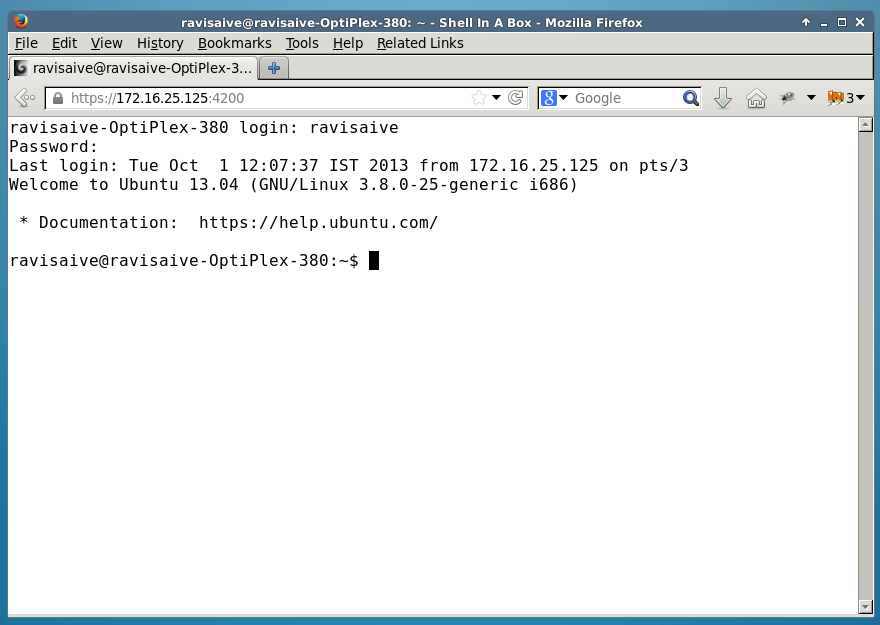 ravisaive@ravisaive-OptiPlex-380: ~ - Shell In A Box - Mozilla Firefox
File Edit View History Bookmarks Tools Help Related Links
ravisaive@ravisaive-OptiPlex-3...
https://172.16.25.125:4200 Google 3
ravisaive-OptiPlex-380 login: ravisaive
Password:
Last login: Tue Oct  1 12:07:37 IST 2013 from 172.16.25.125 on pts/3
Welcome to Ubuntu 13.04 (GNU/Linux 3.8.0-25-generic i686)
 * Documentation:  https://help.ubuntu.com/
ravisaive@ravisaive-OptiPlex-380:~$